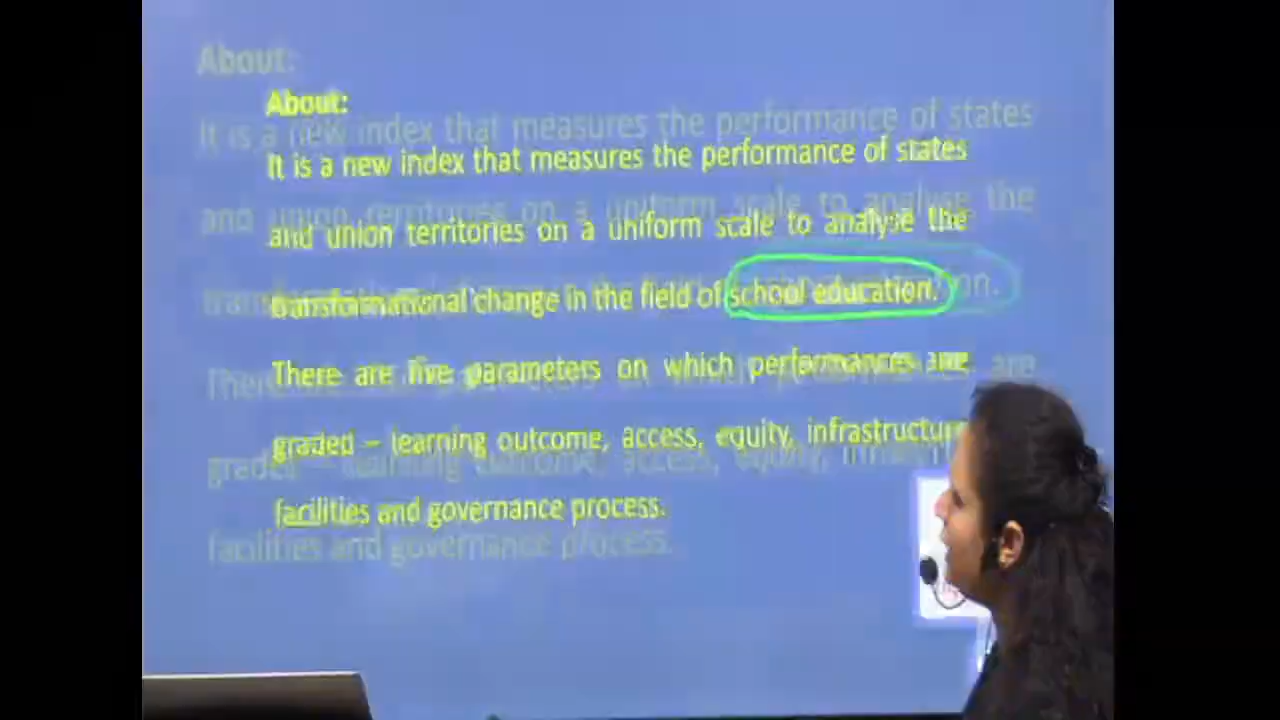 About:
It is a new index that measures the performance of states
and union territories on a uniform scale to analyse the
transformational change in the field of school education.
There are five parameters on which performances are
graded – learning outcome, access, equity, infrastructure
facilities and governance process.